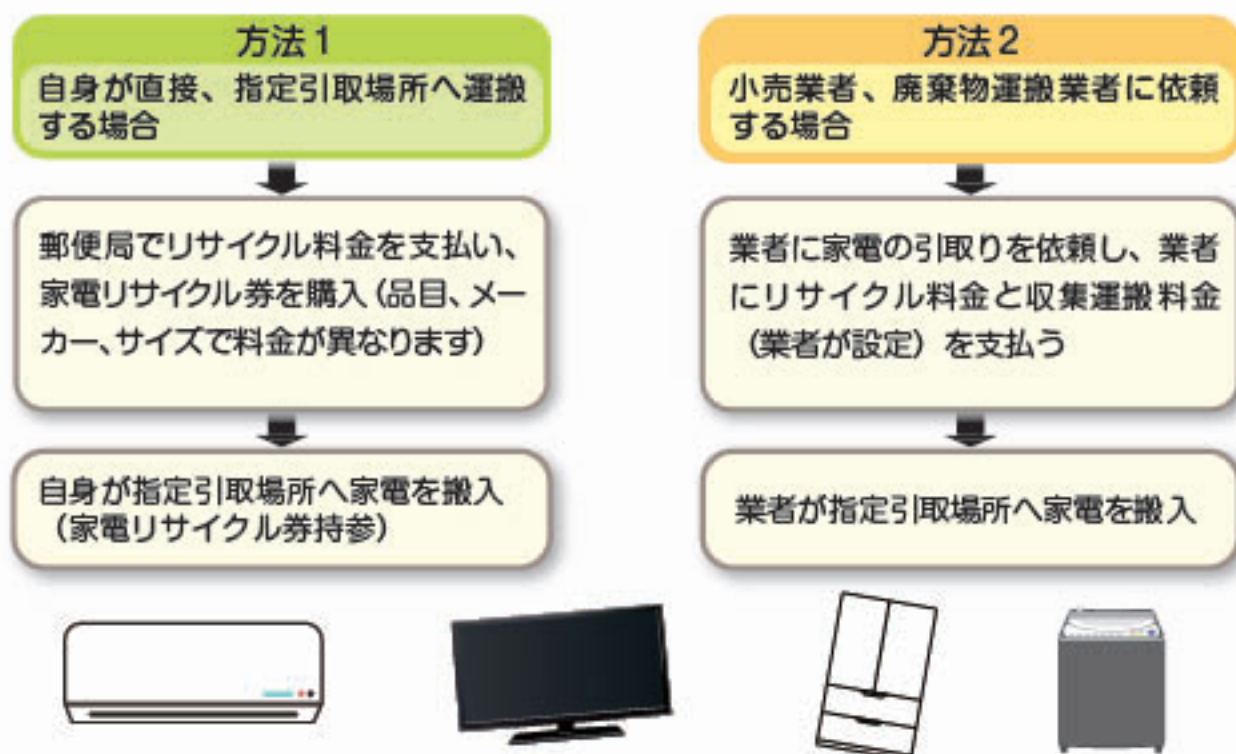 方法1
自身が直接、指定引取場所へ運搬
する場合
郵便局でリサイクル料金を支払い、
家電リサイクル券を購入(品目、メー
カー、サイズで料金が異なります)
自身が指定引取場所へ家電を搬入
(家電リサイクル券持参)
方法2
小売業者、廃棄物運搬業者に依頼
する場合
業者に家電の引取りを依頼し、業者
にリサイクル料金と収集運搬料金
(業者が設定)を支払う
業者が指定引取場所へ家電を搬入